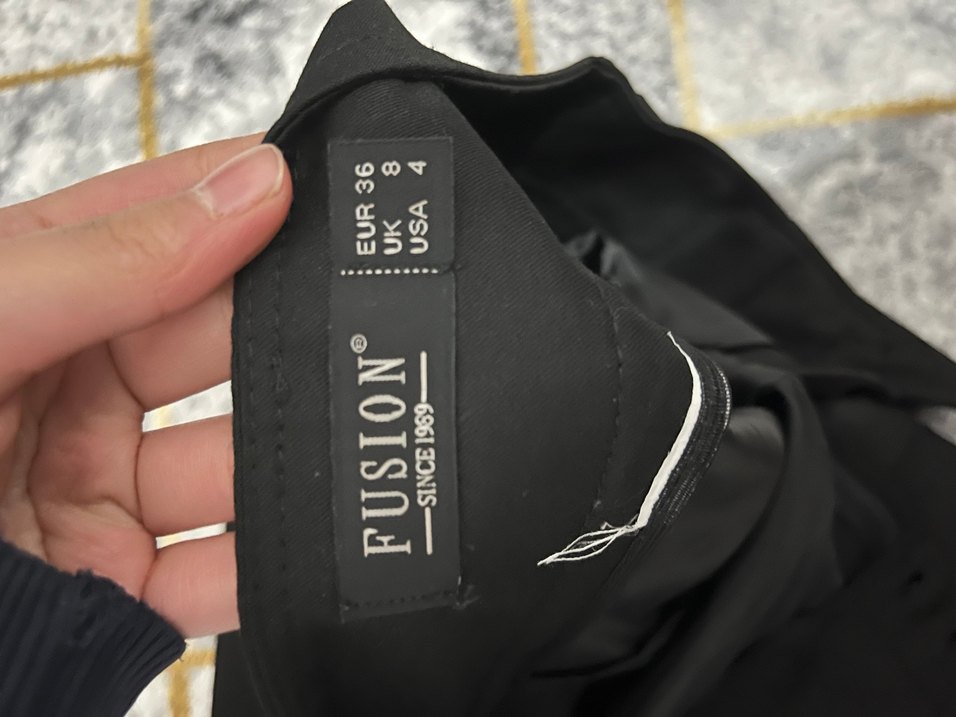 EUR 36
UK 8
USA 4
FUSION®
SINCE 1989